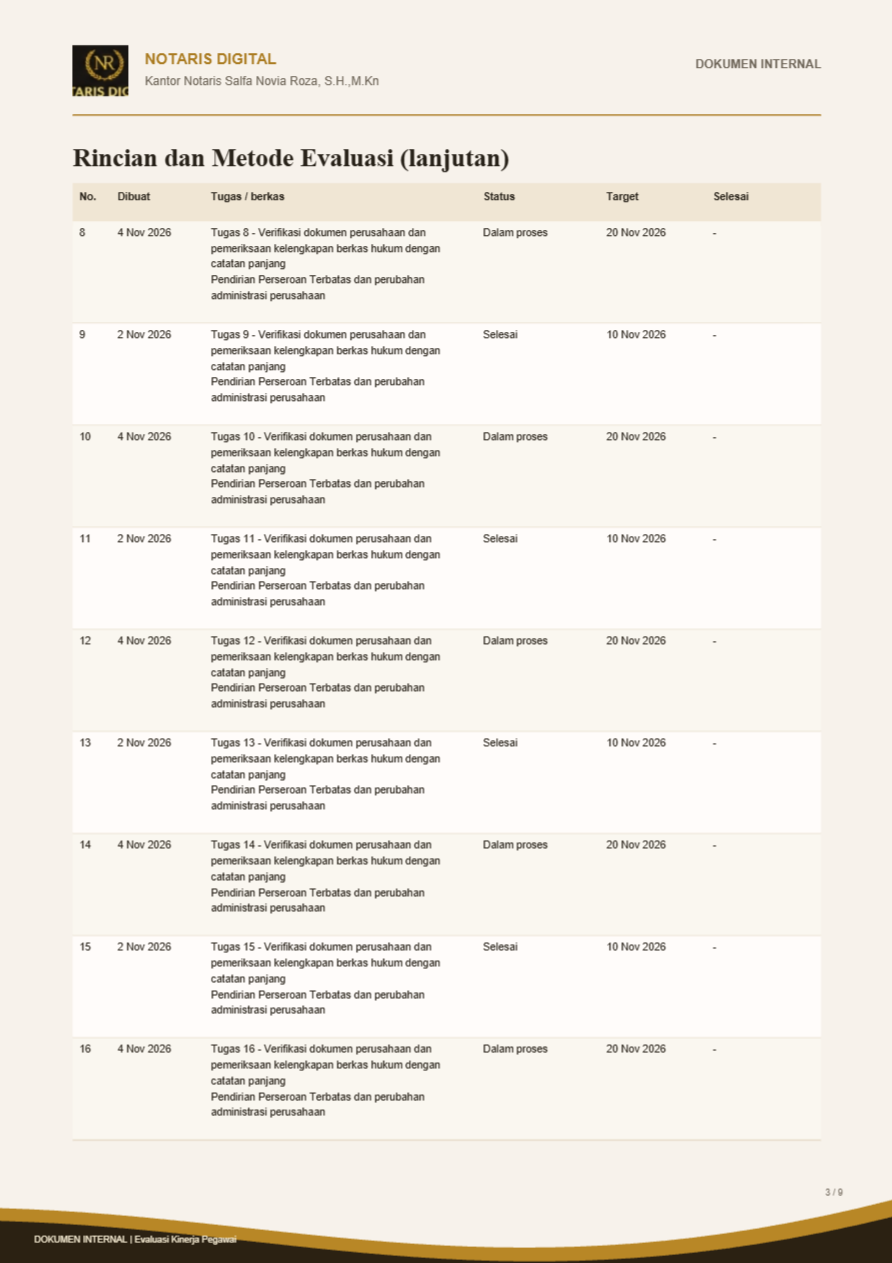 NR
TARIS DIG
NOTARIS DIGITAL
Kantor Notaris Salfa Novia Roza, S.H.,M.Kn
DOKUMEN INTERNAL
Rincian dan Metode Evaluasi (lanjutan)
No. Dibuat Tugas / berkas Status Target Selesai
8 4 Nov 2026 Tugas 8 - Verifikasi dokumen perusahaan dan Dalam proses 20 Nov 2026 -
pemeriksaan kelengkapan berkas hukum dengan
catatan panjang
Pendirian Perseroan Terbatas dan perubahan
administrasi perusahaan
9 2 Nov 2026 Tugas 9 - Verifikasi dokumen perusahaan dan Selesai 10 Nov 2026 -
pemeriksaan kelengkapan berkas hukum dengan
catatan panjang
Pendirian Perseroan Terbatas dan perubahan
administrasi perusahaan
10 4 Nov 2026 Tugas 10 - Verifikasi dokumen perusahaan dan Dalam proses 20 Nov 2026 -
pemeriksaan kelengkapan berkas hukum dengan
catatan panjang
Pendirian Perseroan Terbatas dan perubahan
administrasi perusahaan
11 2 Nov 2026 Tugas 11 - Verifikasi dokumen perusahaan dan Selesai 10 Nov 2026 -
pemeriksaan kelengkapan berkas hukum dengan
catatan panjang
Pendirian Perseroan Terbatas dan perubahan
administrasi perusahaan
12 4 Nov 2026 Tugas 12 - Verifikasi dokumen perusahaan dan Dalam proses 20 Nov 2026 -
pemeriksaan kelengkapan berkas hukum dengan
catatan panjang
Pendirian Perseroan Terbatas dan perubahan
administrasi perusahaan
13 2 Nov 2026 Tugas 13 - Verifikasi dokumen perusahaan dan Selesai 10 Nov 2026 -
pemeriksaan kelengkapan berkas hukum dengan
catatan panjang
Pendirian Perseroan Terbatas dan perubahan
administrasi perusahaan
14 4 Nov 2026 Tugas 14 - Verifikasi dokumen perusahaan dan Dalam proses 20 Nov 2026 -
pemeriksaan kelengkapan berkas hukum dengan
catatan panjang
Pendirian Perseroan Terbatas dan perubahan
administrasi perusahaan
15 2 Nov 2026 Tugas 15 - Verifikasi dokumen perusahaan dan Selesai 10 Nov 2026 -
pemeriksaan kelengkapan berkas hukum dengan
catatan panjang
Pendirian Perseroan Terbatas dan perubahan
administrasi perusahaan
16 4 Nov 2026 Tugas 16 - Verifikasi dokumen perusahaan dan Dalam proses 20 Nov 2026 -
pemeriksaan kelengkapan berkas hukum dengan
catatan panjang
Pendirian Perseroan Terbatas dan perubahan
administrasi perusahaan
3 / 9
DOKUMEN INTERNAL | Evaluasi Kinerja Pegawai